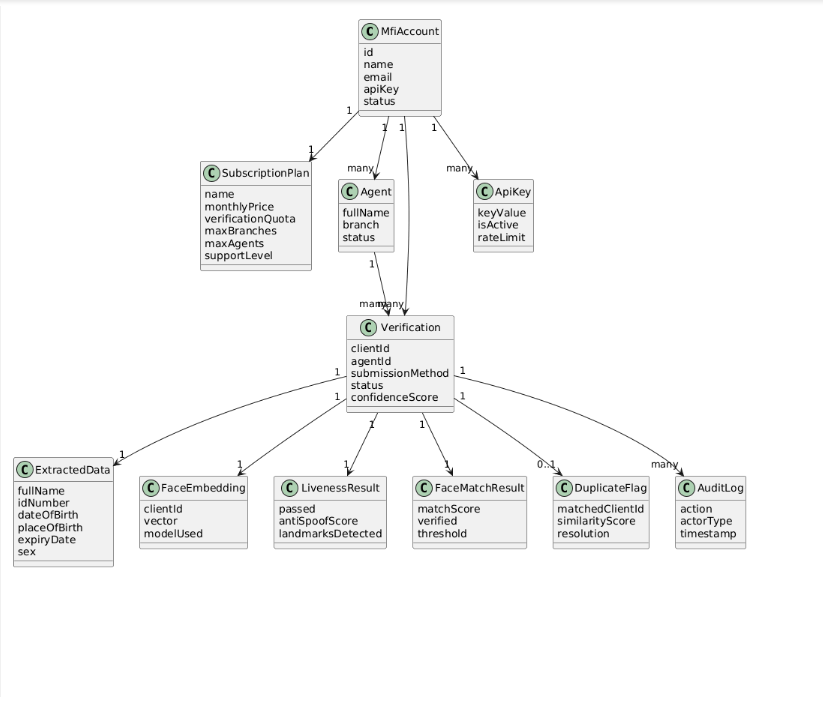 C MfiAccount
id
name
email
apiKey
status
1
1
1
1
1
many
many
C SubscriptionPlan
name
monthlyPrice
verificationQuota
maxBranches
maxAgents
supportLevel
C Agent
fullName
branch
status
C ApiKey
keyValue
isActive
rateLimit
1
many
many
C Verification
clientId
agentId
submissionMethod
status
confidenceScore
1
1
1
1
1
1
1
1
1
1
0..1
many
C ExtractedData
fullName
idNumber
dateOfBirth
placeOfBirth
expiryDate
sex
C FaceEmbedding
clientId
vector
modelUsed
C LivenessResult
passed
antiSpoofScore
landmarksDetected
C FaceMatchResult
matchScore
verified
threshold
C DuplicateFlag
matchedClientId
similarityScore
resolution
C AuditLog
action
actorType
timestamp